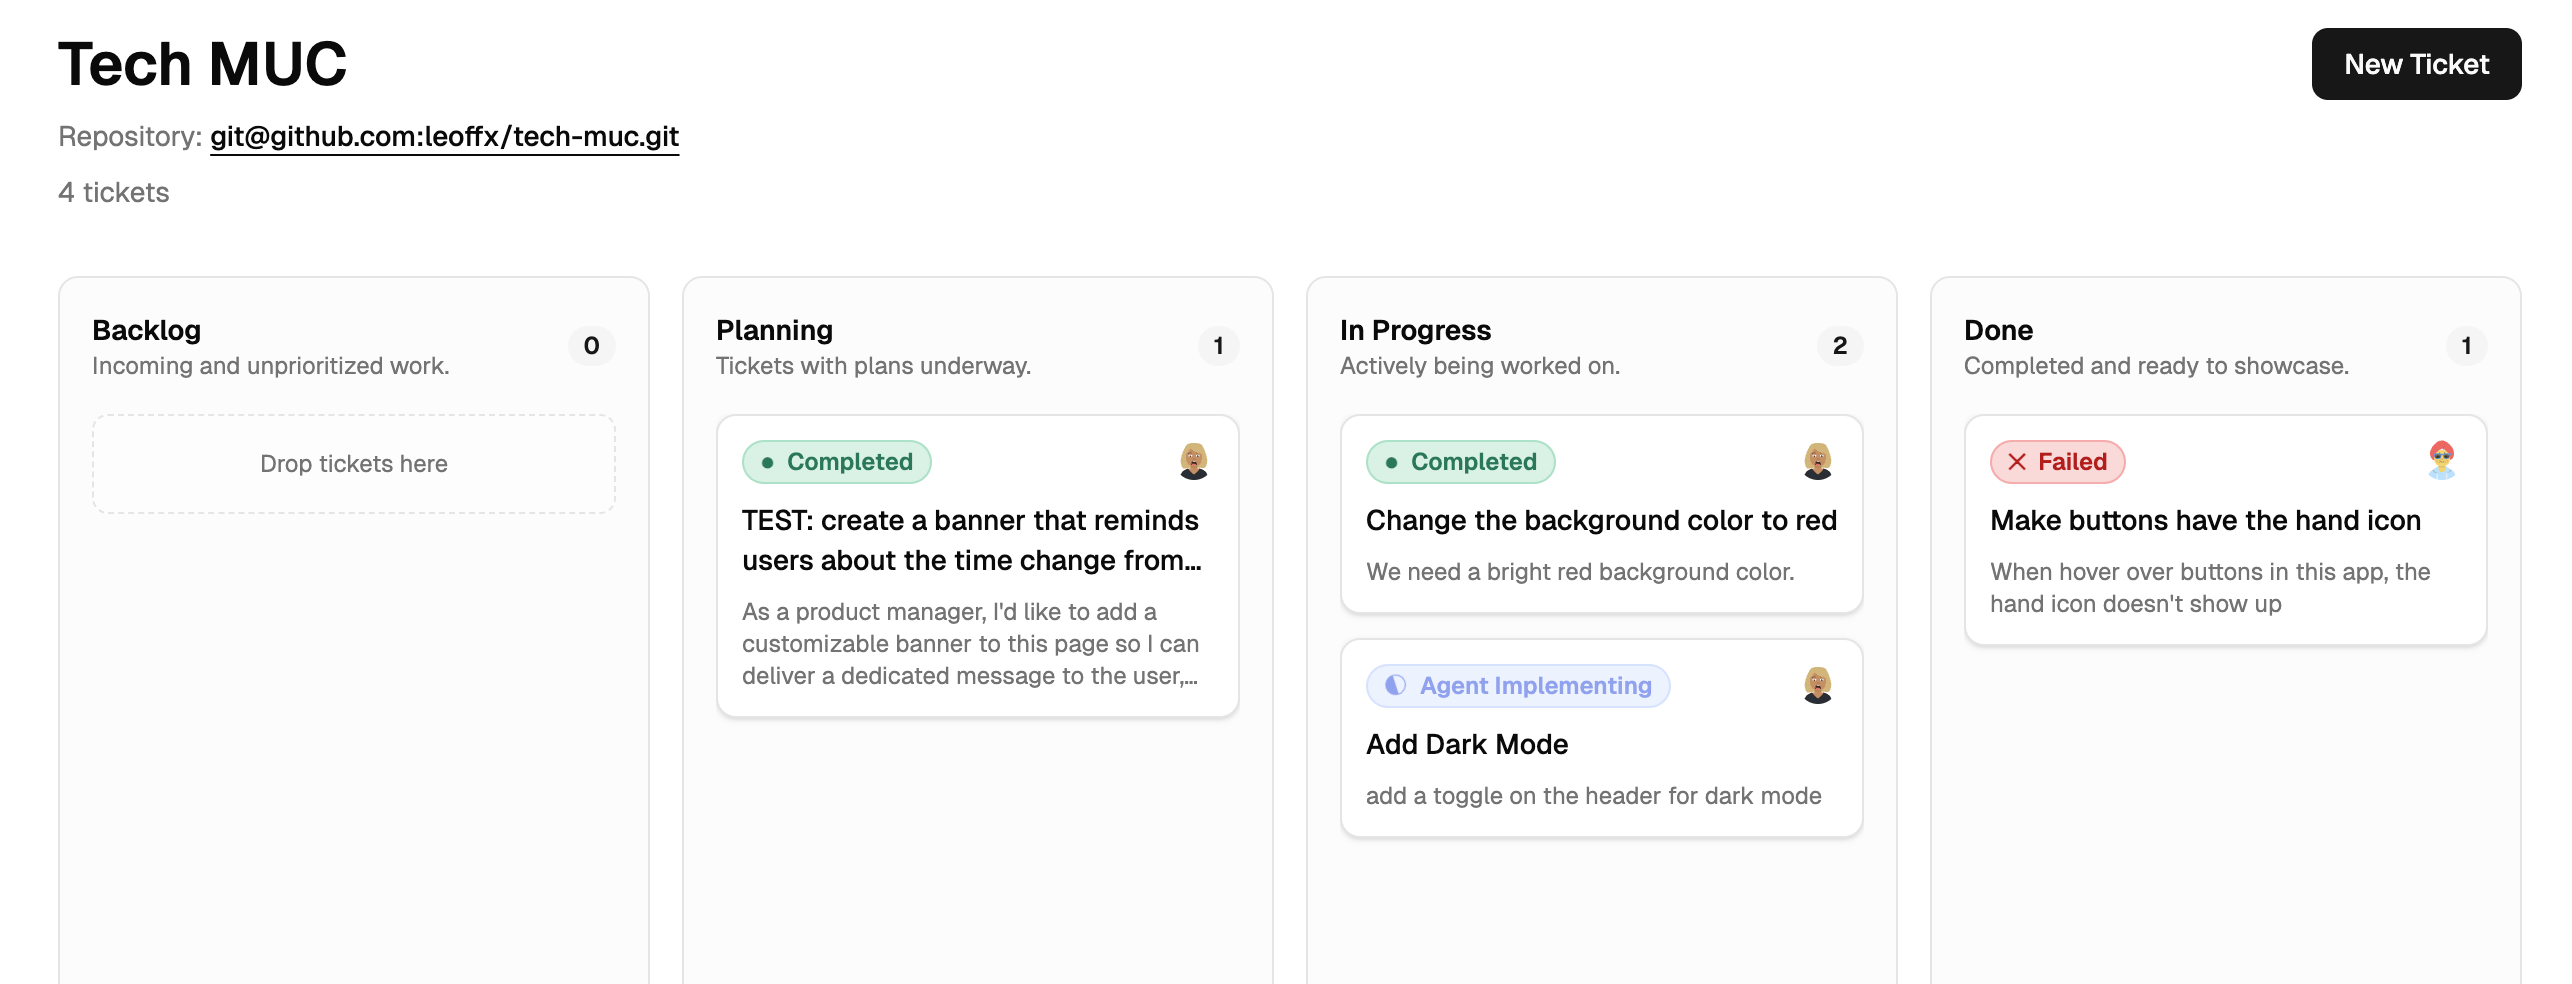 Tech MUC
New Ticket
Repository: git@github.com:leoffx/tech-muc.git
4 tickets
Backlog
0
Incoming and unprioritized work.
Drop tickets here
Planning
1
Tickets with plans underway.
Completed
TEST: create a banner that reminds
users about the time change from...
As a product manager, I'd like to add a
customizable banner to this page so I can
deliver a dedicated message to the user,...
In Progress
2
Actively being worked on.
Completed
Change the background color to red
We need a bright red background color.
Agent Implementing
Add Dark Mode
add a toggle on the header for dark mode
Done
1
Completed and ready to showcase.
Failed
Make buttons have the hand icon
When hover over buttons in this app, the
hand icon doesn't show up